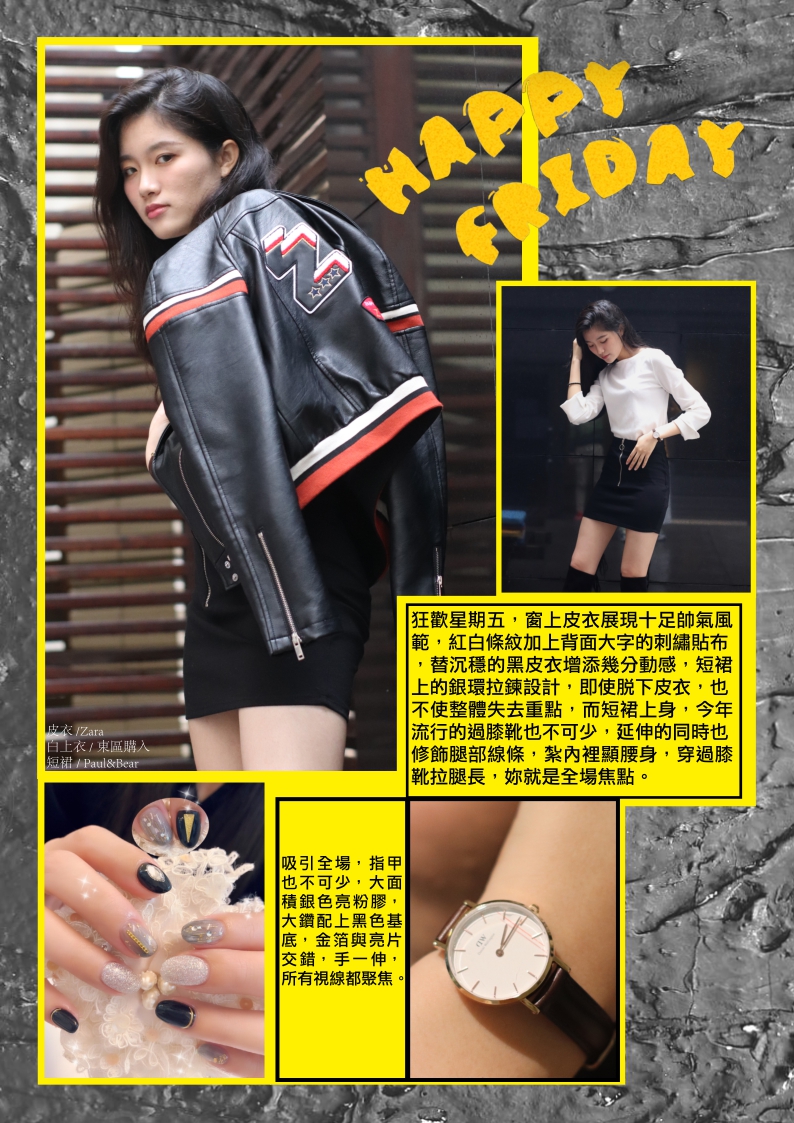 HAPPY
FRIDAY
狂歡星期五，窗上皮衣展現十足帥氣風
範，紅白條紋加上背面大字的刺繡貼布
，替沉穩的黑皮衣增添幾分動感，短裙
上的銀環拉鍊設計，即使脱下皮衣，也
不使整體失去重點，而短裙上身，今年
流行的過膝靴也不可少，延伸的同時也
修飾腿部線條，紮內裡顯腰身，穿過膝
靴拉腿長，妳就是全場焦點。
皮衣 /Zara
白上衣 / 東區購入
短裙 / Paul&Bear
吸引全場，指甲
也不可少，大面
積銀色亮粉膠，
大鑽配上黑色基
底，金箔與亮片
交錯，手一伸，
所有視線都聚焦。
DW